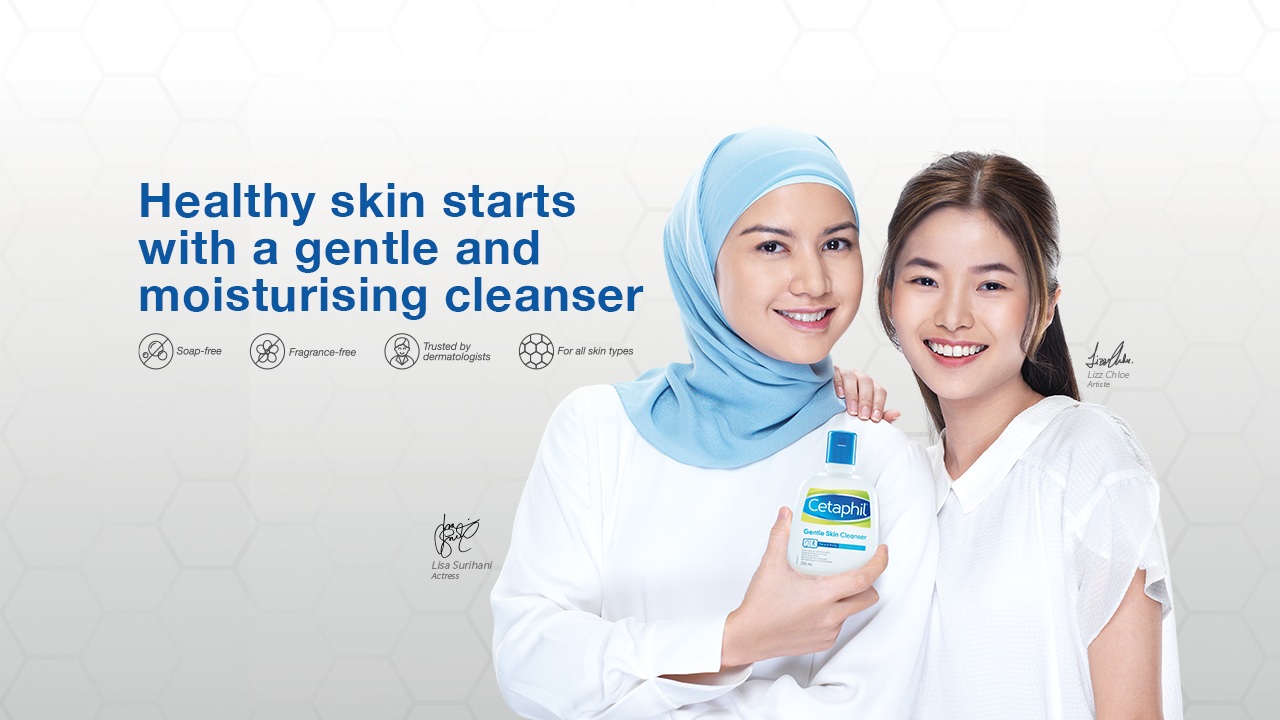 Healthy skin starts
with a gentle and
moisturising cleanser
Soap-free
Fragrance-free
Trusted by
dermatologists
For all skin types
Lizz Chloe
Artiste
Lisa Surihani
Actress
Cetaphil
Gentle Skin Cleanser